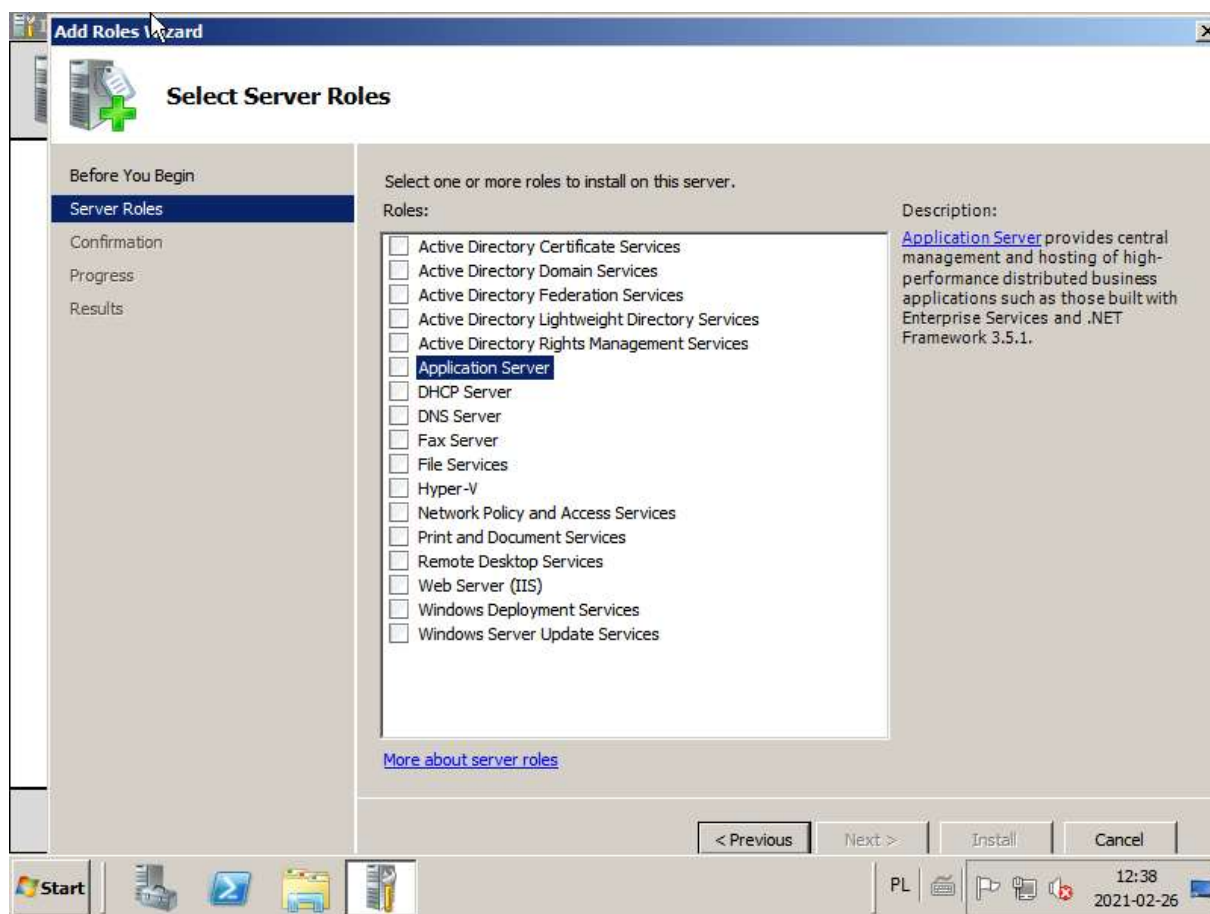 Add Roles Wizard
Select Server Roles
Before You Begin
Server Roles
Confirmation
Progress
Results
Select one or more roles to install on this server.
Roles:
Active Directory Certificate Services
Active Directory Domain Services
Active Directory Federation Services
Active Directory Lightweight Directory Services
Active Directory Rights Management Services
Application Server
DHCP Server
DNS Server
Fax Server
File Services
Hyper-V
Network Policy and Access Services
Print and Document Services
Remote Desktop Services
Web Server (IIS)
Windows Deployment Services
Windows Server Update Services
More about server roles
Description:
Application Server provides central
management and hosting of high-
performance distributed business
applications such as those built with
Enterprise Services and .NET
Framework 3.5.1.
< Previous
Next >
Install
Cancel
Start
PL
12:38
2021-02-26